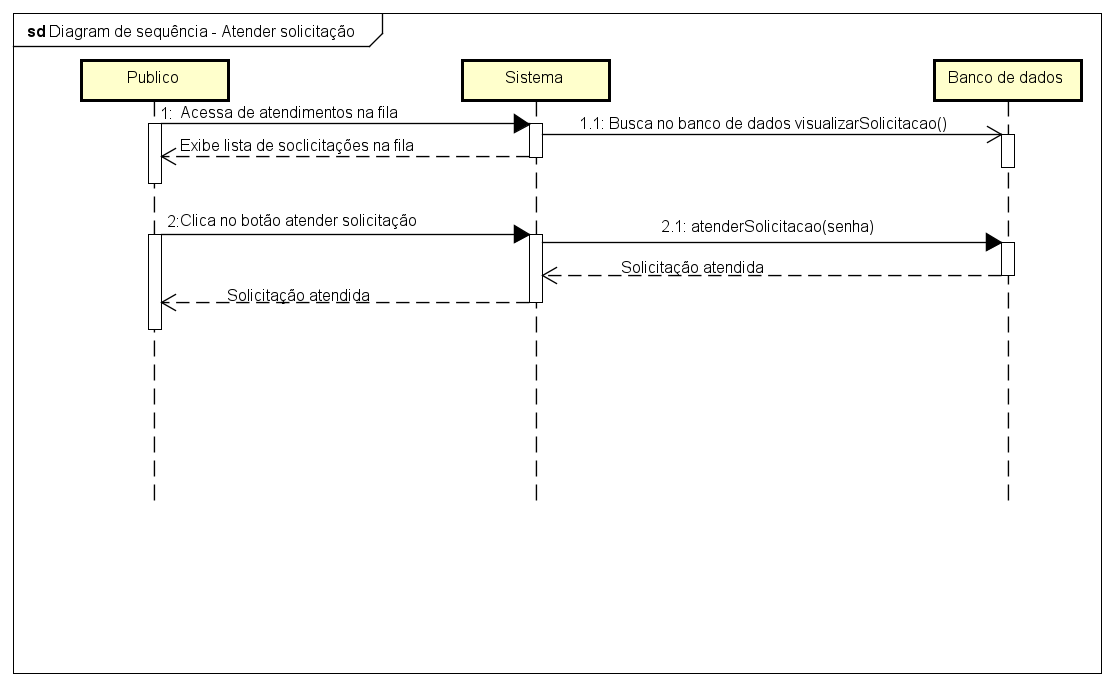 sd Diagram de sequência - Atender solicitação
Publico
Sistema
Banco de dados
1: Acessa de atendimentos na fila
1.1: Busca no banco de dados visualizarSolicitacao()
Exibe lista de soclicitações na fila
2:Clica no botão atender solicitação
2.1: atenderSolicitacao(senha)
Solicitação atendida
Solicitação atendida